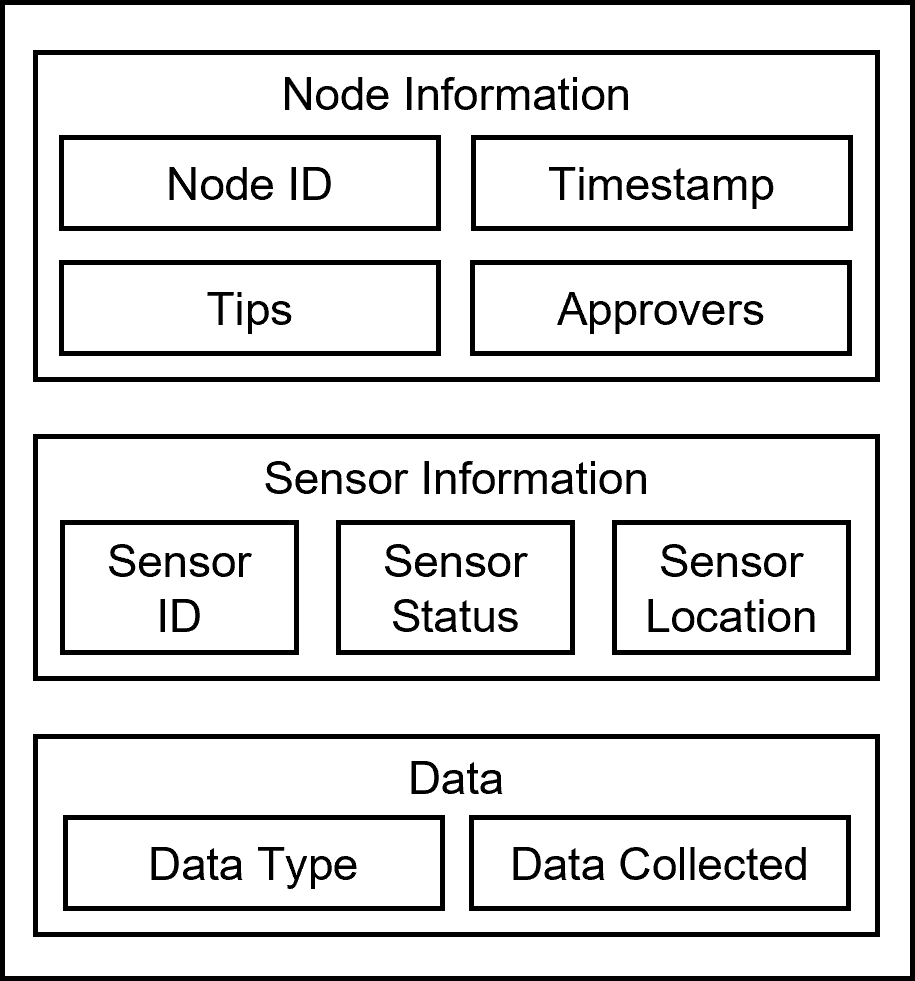 Node Information
Node ID
Timestamp
Tips
Approvers
Sensor Information
Sensor
ID
Sensor
Status
Sensor
Location
Data
Data Type
Data Collected